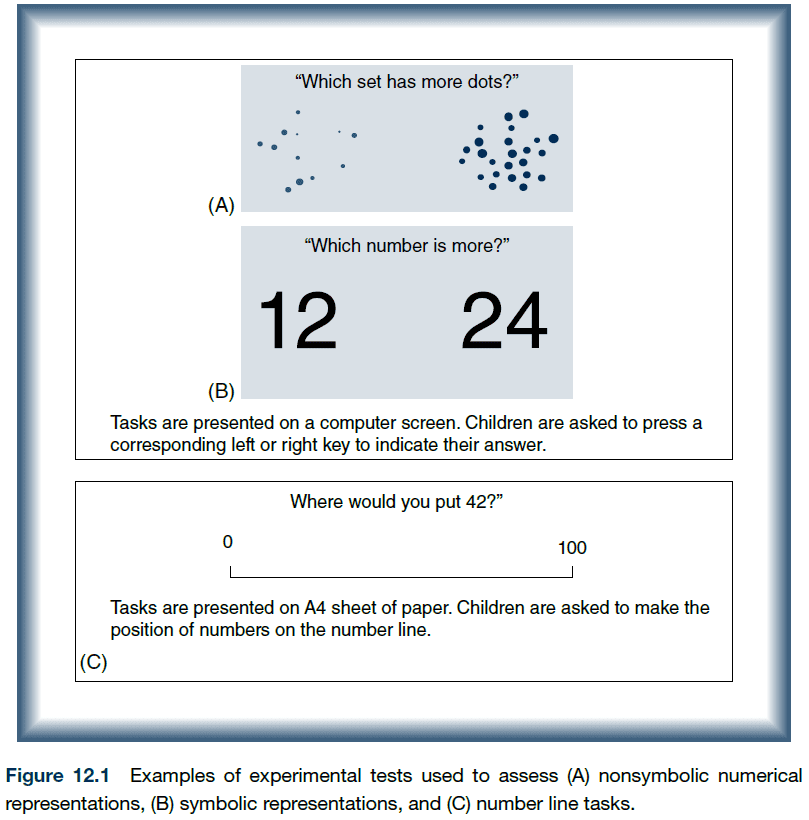 “Which set has more dots?”
(A)
“Which number is more?”
12 24
(B)
Tasks are presented on a computer screen. Children are asked to press a
corresponding left or right key to indicate their answer.
Where would you put 42?”
0
100
Tasks are presented on A4 sheet of paper. Children are asked to make the
position of numbers on the number line.
(C)
Figure 12.1 Examples of experimental tests used to assess (A) nonsymbolic numerical
representations, (B) symbolic representations, and (C) number line tasks.